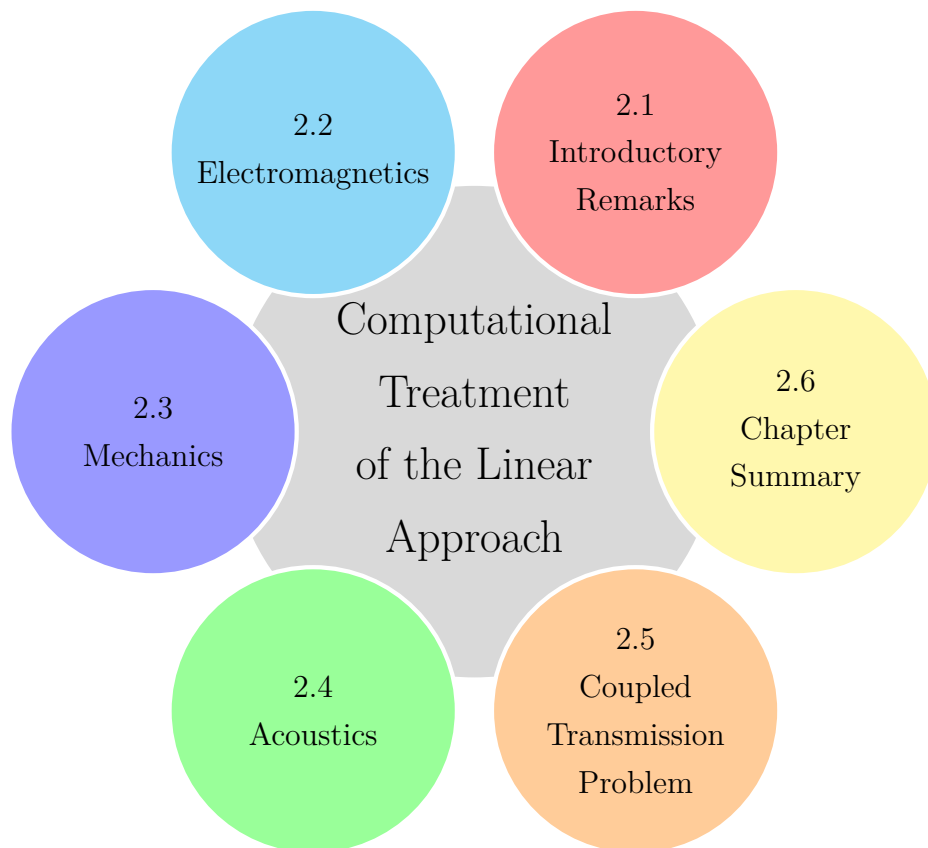 2.1
Introductory
Remarks
2.2
Electromagnetics
Computational
Treatment
of the Linear
Approach
2.3
Mechanics
2.6
Chapter
Summary
2.4
Acoustics
2.5
Coupled
Transmission
Problem